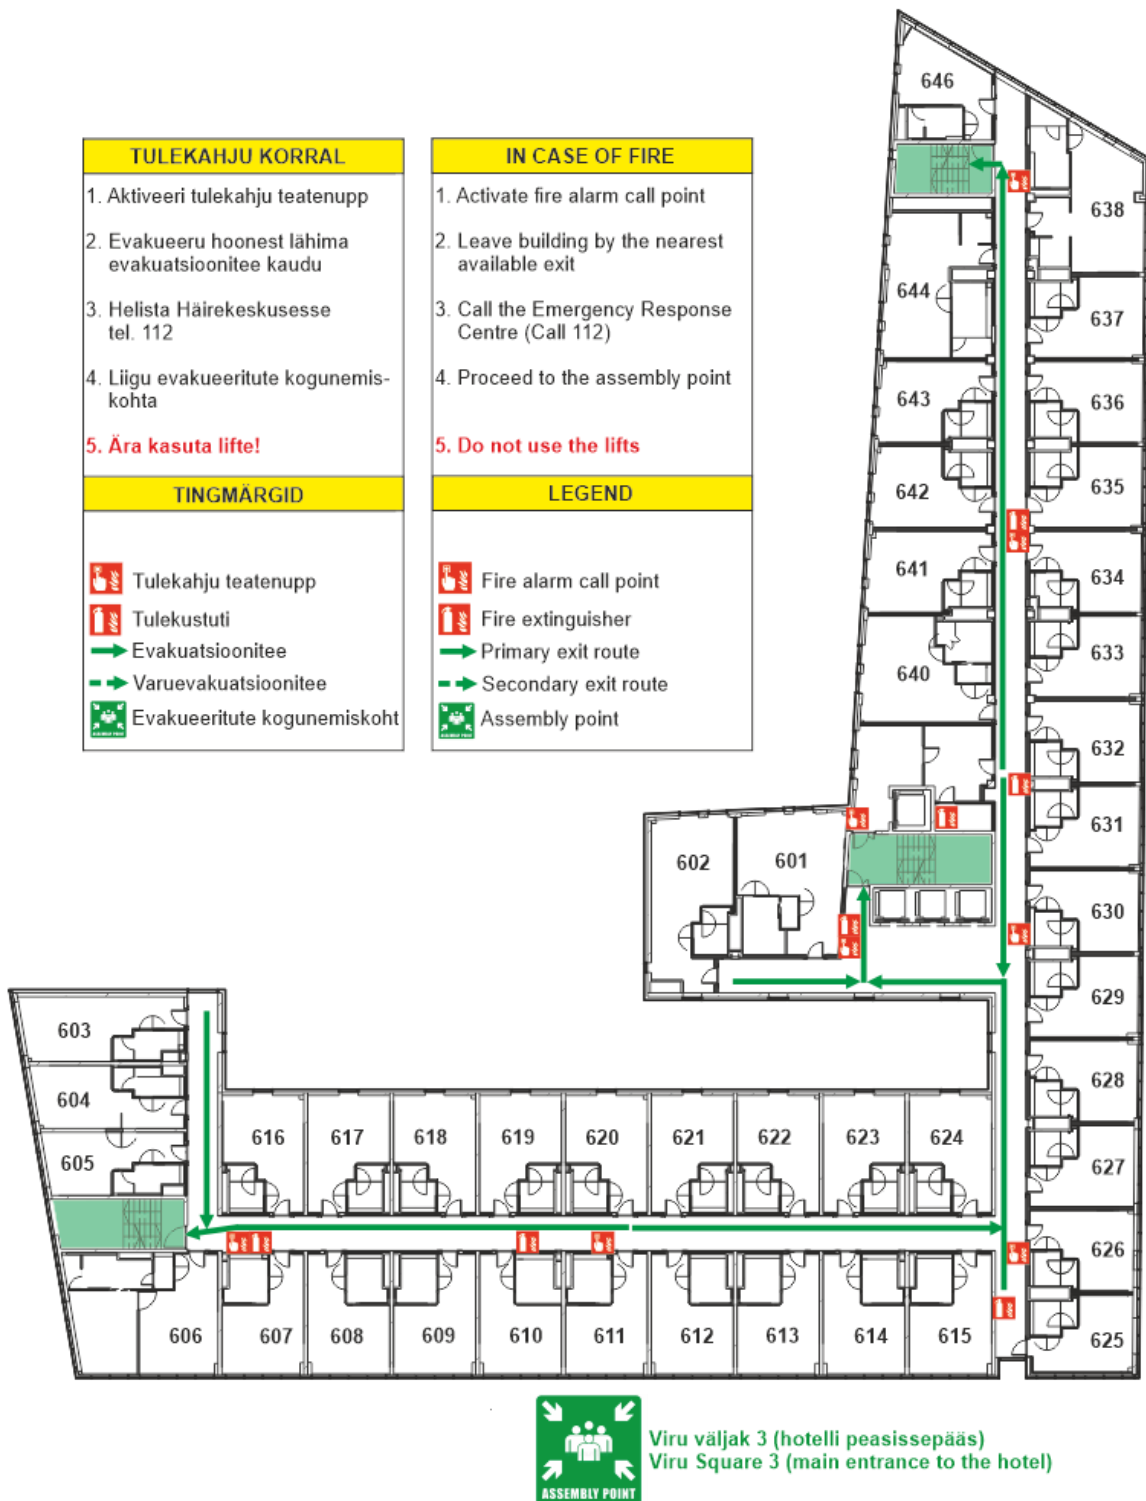 TULEKAHJU KORRAL
1. Aktiveeri tulekahju teatenupp
2. Evakueeru hoonest lähima
evakuatsioonitee kaudu
3. Helista Häirekeskusesse
tel. 112
4. Liigu evakueeritute kogunemis-
kohta
5. Ära kasuta lifte!
TINGMÄRGID
Tulekahju teatenupp
Tulekustuti
Evakuatsioonitee
Varuevakuatsioonitee
Evakueeritute kogunemiskoht
ASSEMBLY POINT
IN CASE OF FIRE
1. Activate fire alarm call point
2. Leave building by the nearest
available exit
3. Call the Emergency Response
Centre (Call 112)
4. Proceed to the assembly point
5. Do not use the lifts
LEGEND
Fire alarm call point
Fire extinguisher
Primary exit route
Secondary exit route
Assembly point
ASSEMBLY POINT
646
638
644
637
643
636
642
635
641
634
640
633
632
631
602
601
630
629
603
628
604
616
617
618
619
620
621
622
623
624
605
627
626
606
607
608
609
610
611
612
613
614
615
625
Viru väljak 3 (hotelli peasissepääs)
Viru Square 3 (main entrance to the hotel)
ASSEMBLY POINT